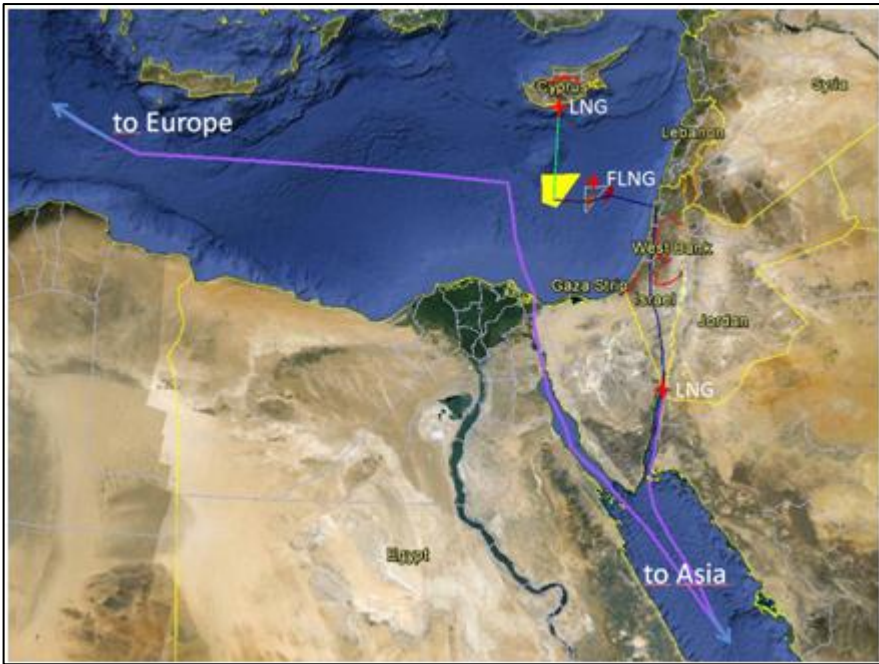 Cyprus
LNG
Syria
to Europe
Lebanon
FLNG
West Bank
Gaza Strip
Israel
Jordan
LNG
Egypt
to Asia